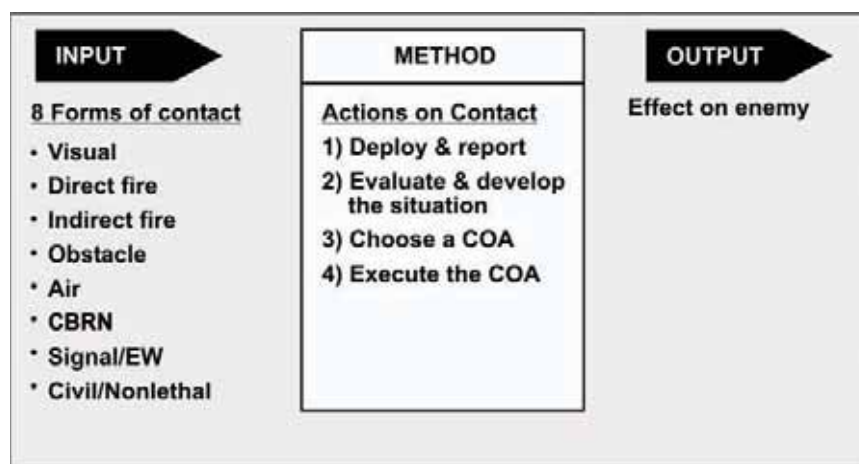 INPUT
8 Forms of contact
• Visual
• Direct fire
• Indirect fire
• Obstacle
• Air
• CBRN
• Signal/EW
• Civil/Nonlethal
METHOD
Actions on Contact
1) Deploy & report
2) Evaluate & develop
the situation
3) Choose a COA
4) Execute the COA
OUTPUT
Effect on enemy